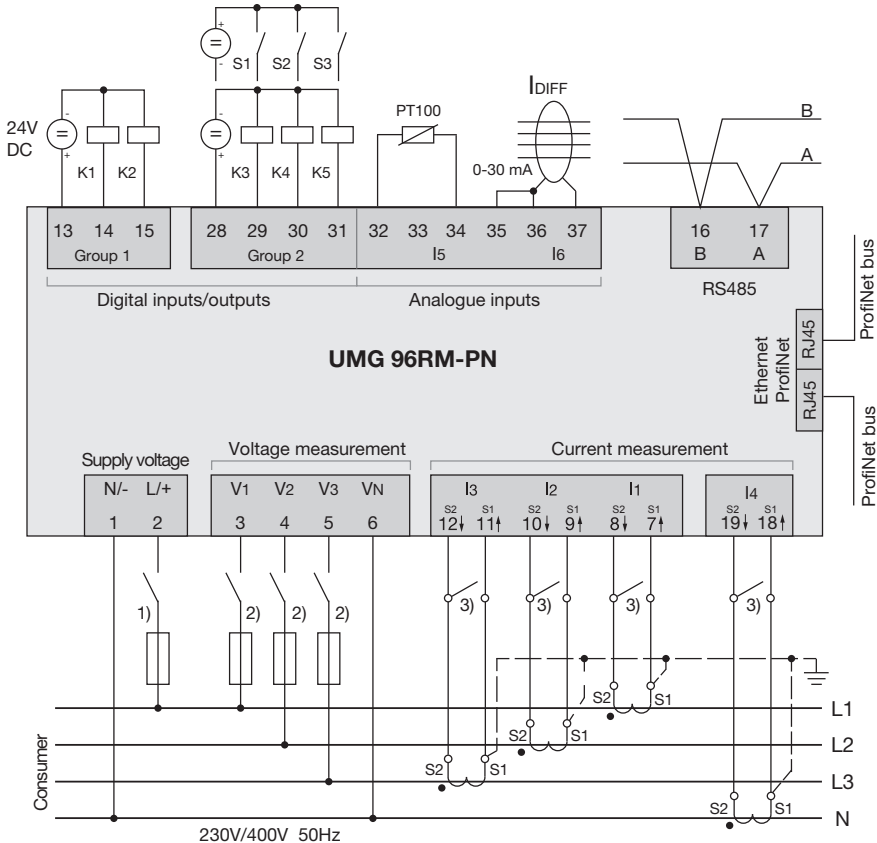 +
-
S1 S2 S3
24V
DC
-
+
K1 K2
-
+
K3 K4 K5
PT100
IDIFF
0-30 mA
B
A
13 14 15
Group 1
28 29 30 31
Group 2
32 33 34 35 36 37
I5 I6
16 17
B A
RS485
Digital inputs/outputs
Analogue inputs
UMG 96RM-PN
Ethernet
ProfiNet
RJ45
RJ45
ProfiNet bus
ProfiNet bus
Supply voltage
Voltage measurement
Current measurement
N/- L/+
V1 V2 V3 VN
I3 I2 I1
I4
S2 S1 S2 S1 S2 S1 S2 S1
1 2 3 4 5 6 12 11 10 9 8 7 19 18
1) 2) 2) 2) 3) 3) 3) 3)
S2 S1
L1
S2 S1
L2
S2 S1
L3
S2 S1
N
Consumer
230V/400V 50Hz